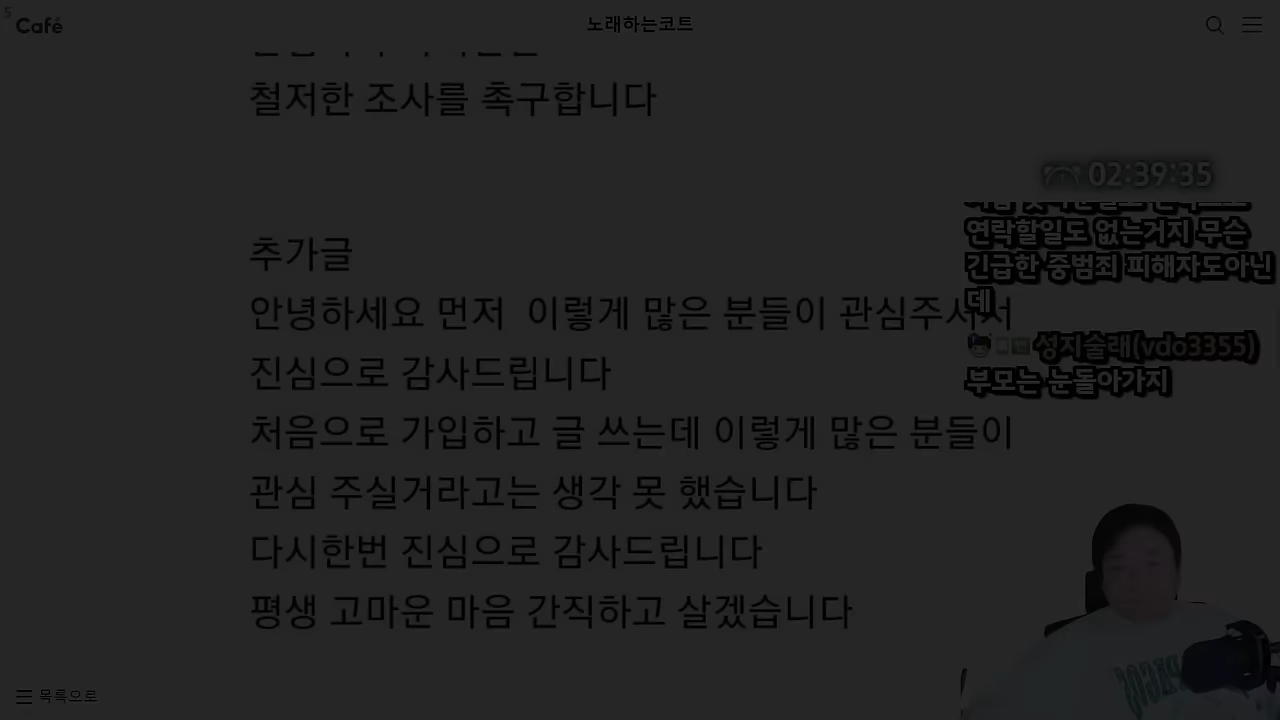 5
Café
노래하는코트
철저한 조사를 촉구합니다
02:39:35
연락할일도 없는거지 무슨
긴급한 중범죄 피해자도아닌
데
성지술래(vdo3355)
부모는 눈돌아가지
추가글
안녕하세요 먼저 이렇게 많은 분들이 관심주셔서
진심으로 감사드립니다
처음으로 가입하고 글 쓰는데 이렇게 많은 분들이
관심 주실거라고는 생각 못 했습니다
다시한번 진심으로 감사드립니다
평생 고마운 마음 간직하고 살겠습니다
목록으로